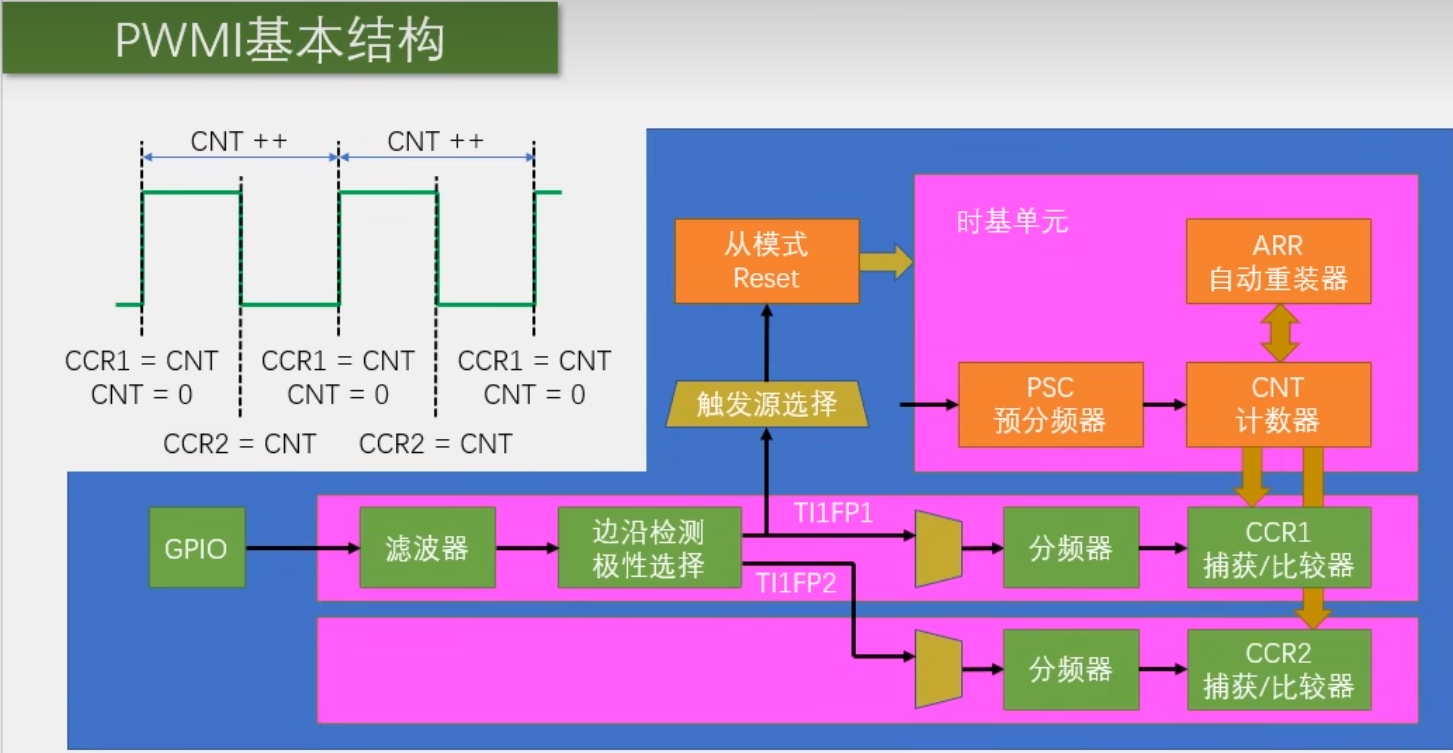 PWMI基本结构
CNT ++
CNT ++
CCR1 = CNT
CNT = 0
CCR1 = CNT
CNT = 0
CCR1 = CNT
CNT = 0
CCR2 = CNT
CCR2 = CNT
从模式
Reset
时基单元
ARR
自动重装器
触发源选择
PSC
预分频器
CNT
计数器
GPIO
滤波器
边沿检测
极性选择
TI1FP1
TI1FP2
分频器
CCR1
捕获/比较器
分频器
CCR2
捕获/比较器